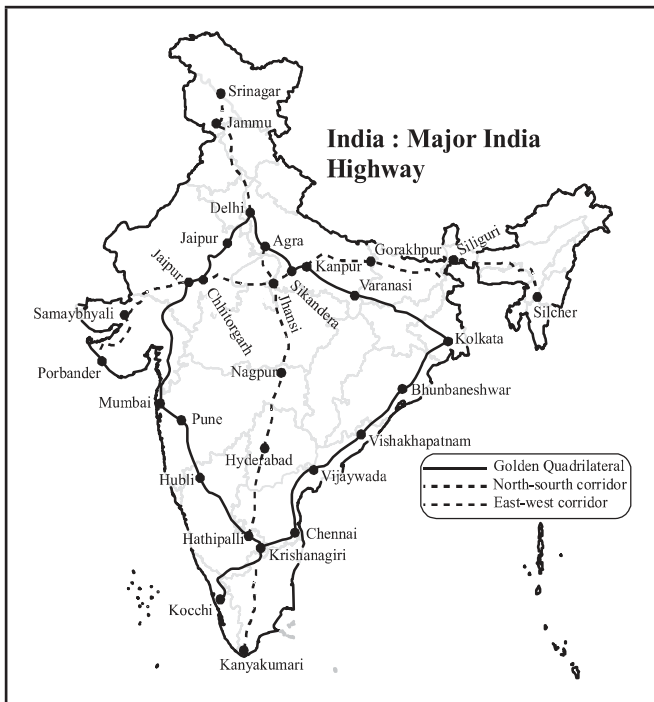 Srinagar
Jammu
India : Major India
Highway
Delhi
Jaipur
Agra
Gorakhpur
Siliguri
Jaipur
Kanpur
Chhitorgarh
Jhansi
Sikandera
Varanasi
Samaybhyali
Silcher
Kolkata
Porbander
Nagpur
Bhunbaneshwar
Mumbai
Pune
Vishakhapatnam
Hyderabad
Vijaywada
Golden Quadrilateral
Hubli
North-sourth corridor
East-west corridor
Hathipalli
Chennai
Krishanagiri
Kocchi
Kanyakumari